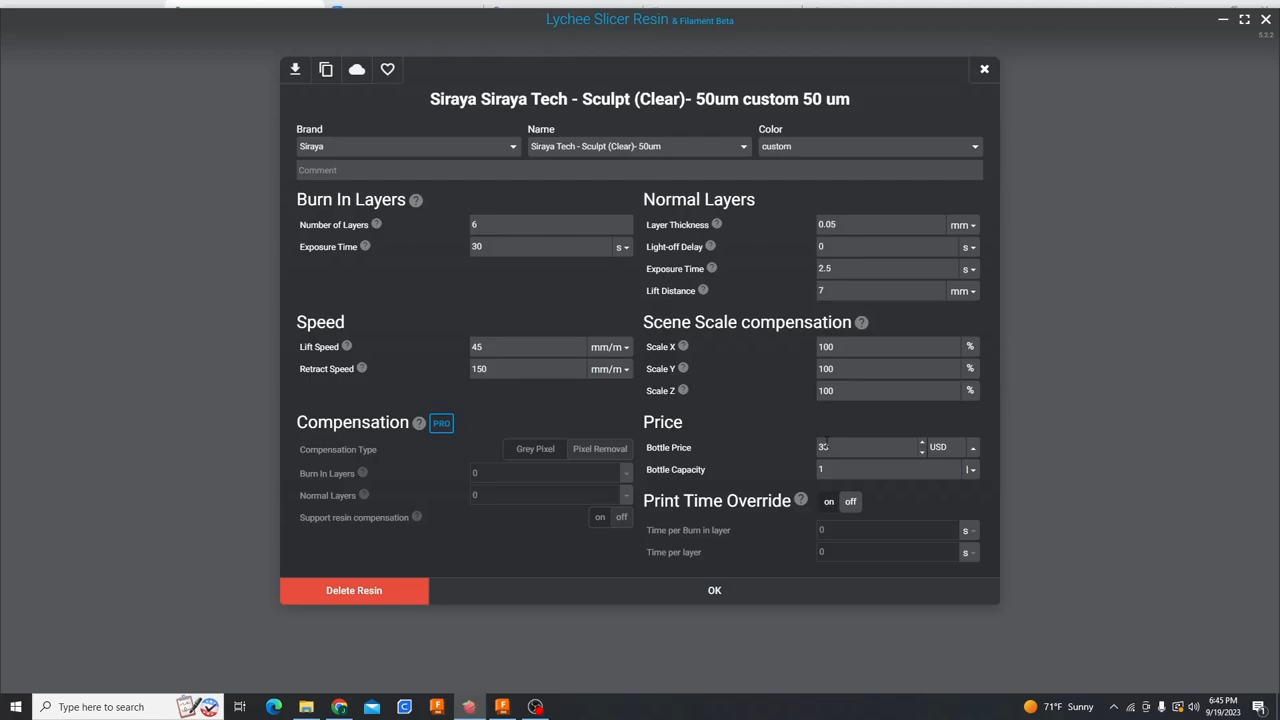 Lychee Slicer Resin & Filament Beta
5.2.2
Siraya Siraya Tech - Sculpt (Clear)- 50um custom 50 um
Brand Name Color
Siraya Siraya Tech - Sculpt (Clear)- 50um custom
Comment
Burn In Layers ? Normal Layers
Number of Layers ? 6 Layer Thickness ? 0.05 mm
Exposure Time ? 30 s Light-off Delay ? 0 s
Exposure Time ? 2.5 s
Lift Distance ? 7 mm
Speed Scene Scale compensation ?
Lift Speed ? 45 mm/m Scale X ? 100 %
Retract Speed ? 150 mm/m Scale Y ? 100 %
Scale Z ? 100 %
Compensation ? PRO Price
Compensation Type Grey Pixel Pixel Removal Bottle Price USD
Burn In Layers ? 0 Bottle Capacity 1 l
Normal Layers ? 0 Print Time Override ? on off
Support resin compensation ? on off Time per Burn in layer 0 s
Time per layer 0 s
Delete Resin OK
Type here to search 71°F Sunny 6:45 PM
9/19/2023